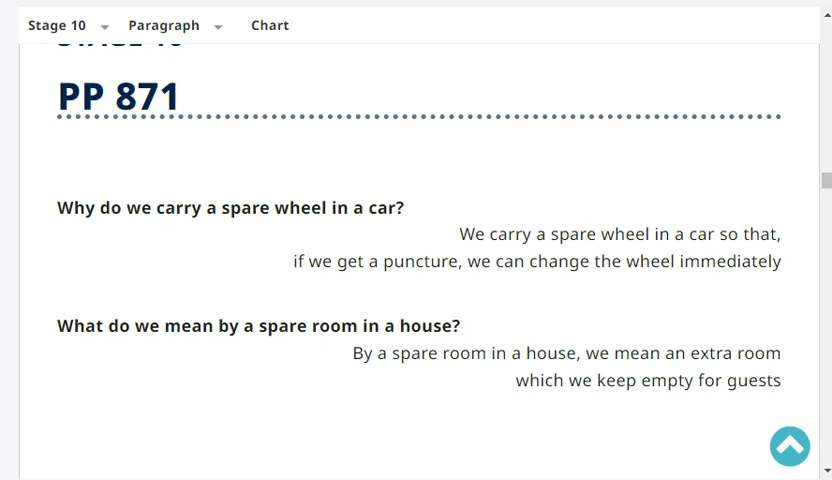 Stage 10 Paragraph Chart
STAGE 10
PP 871
Why do we carry a spare wheel in a car?
We carry a spare wheel in a car so that,
if we get a puncture, we can change the wheel immediately
What do we mean by a spare room in a house?
By a spare room in a house, we mean an extra room
which we keep empty for guests